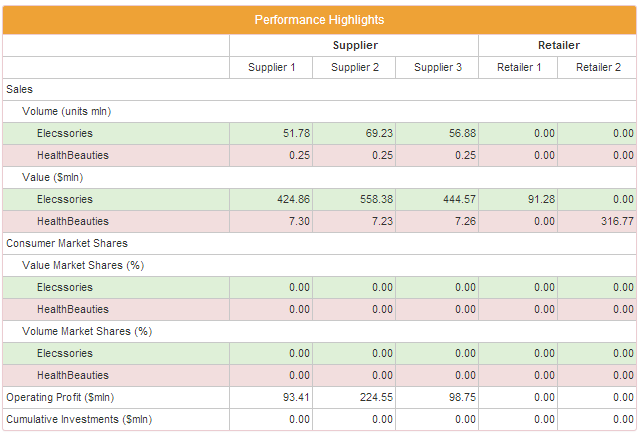 Performance Highlights
Supplier Retailer
Supplier 1 Supplier 2 Supplier 3 Retailer 1 Retailer 2
Sales
Volume (units mln)
Elecssories 51.78 69.23 56.88 0.00 0.00
HealthBeauties 0.25 0.25 0.25 0.00 0.00
Value ($mln)
Elecssories 424.86 558.38 444.57 91.28 0.00
HealthBeauties 7.30 7.23 7.26 0.00 316.77
Consumer Market Shares
Value Market Shares (%)
Elecssories 0.00 0.00 0.00 0.00 0.00
HealthBeauties 0.00 0.00 0.00 0.00 0.00
Volume Market Shares (%)
Elecssories 0.00 0.00 0.00 0.00 0.00
HealthBeauties 0.00 0.00 0.00 0.00 0.00
Operating Profit ($mln) 93.41 224.55 98.75 0.00 0.00
Cumulative Investments ($mln) 0.00 0.00 0.00 0.00 0.00